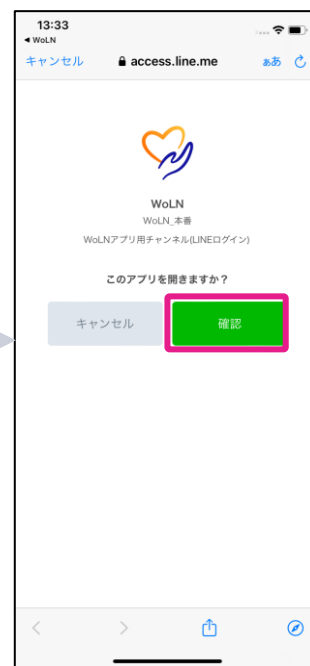 13:33
◀ WoLN
キャンセル access.line.me ぁあ
WoLN
WoLN_本番
WoLNアプリ用チャンネル(LINEログイン)
このアプリを開きますか？
キャンセル 確認